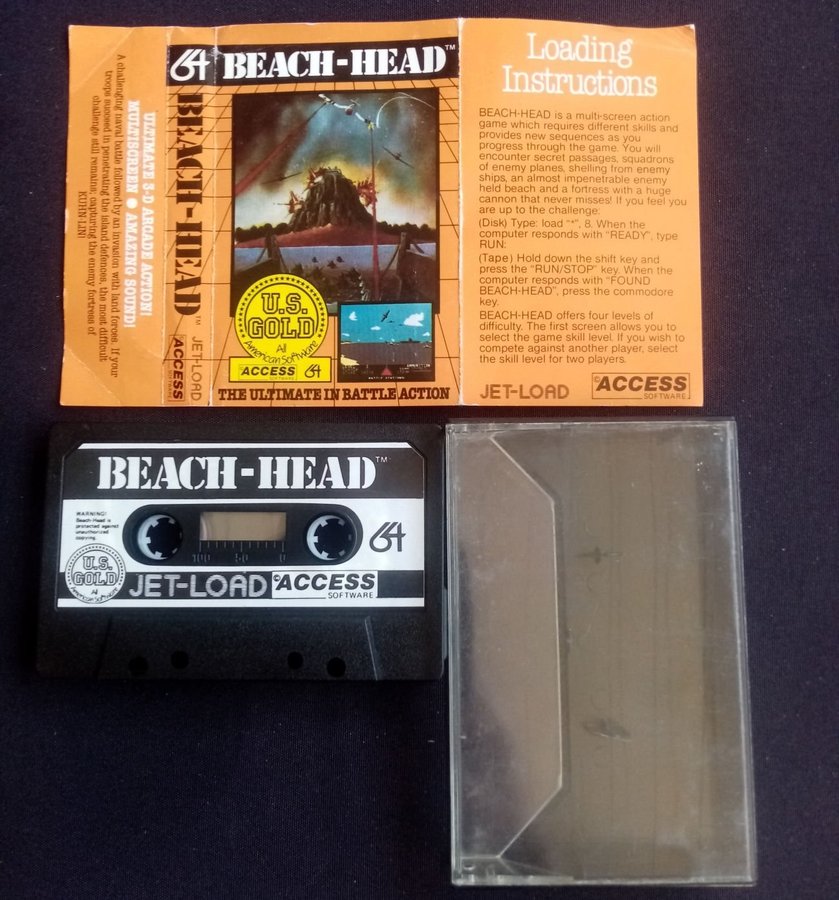 A challenging naval battle followed by an invasion with land forces. If your
troops succeed in penetrating the island defences, the most difficult
challenge still remains; capturing the enemy fortress of
KUHN-LIN!
ULTIMATE 3-D ARCADE ACTION!
MULTISCREEN ● AMAZING SOUND!
64
BEACH-HEAD™
JET-LOAD
©ACCESS
SOFTWARE
64 BEACH-HEAD™
U.S.
GOLD
All
American Software
©ACCESS
SOFTWARE
64
THE ULTIMATE IN BATTLE ACTION
Loading
Instructions
BEACH-HEAD is a multi-screen action
game which requires different skills and
provides new sequences as you
progress through the game. You will
encounter secret passages, squadrons
of enemy planes, shelling from enemy
ships, an almost impenetrable enemy
held beach and a fortress with a huge
cannon that never misses! If you feel you
are up to the challenge:
(Disk) Type: load "*", 8. When the
computer responds with "READY", type
RUN:
(Tape) Hold down the shift key and
press the "RUN/STOP" key. When the
computer responds with "FOUND
BEACH-HEAD", press the commodore
key.
BEACH-HEAD offers four levels of
difficulty. The first screen allows you to
select the game skill level. If you wish to
compete against another player, select
the skill level for two players.
JET-LOAD
©ACCESS
SOFTWARE
BEACH-HEAD™
WARNING!
Beach-Head is
protected against
unauthorized
copying.
100 50 0
64
U.S.
GOLD
All
American Software
JET-LOAD
©ACCESS
SOFTWARE